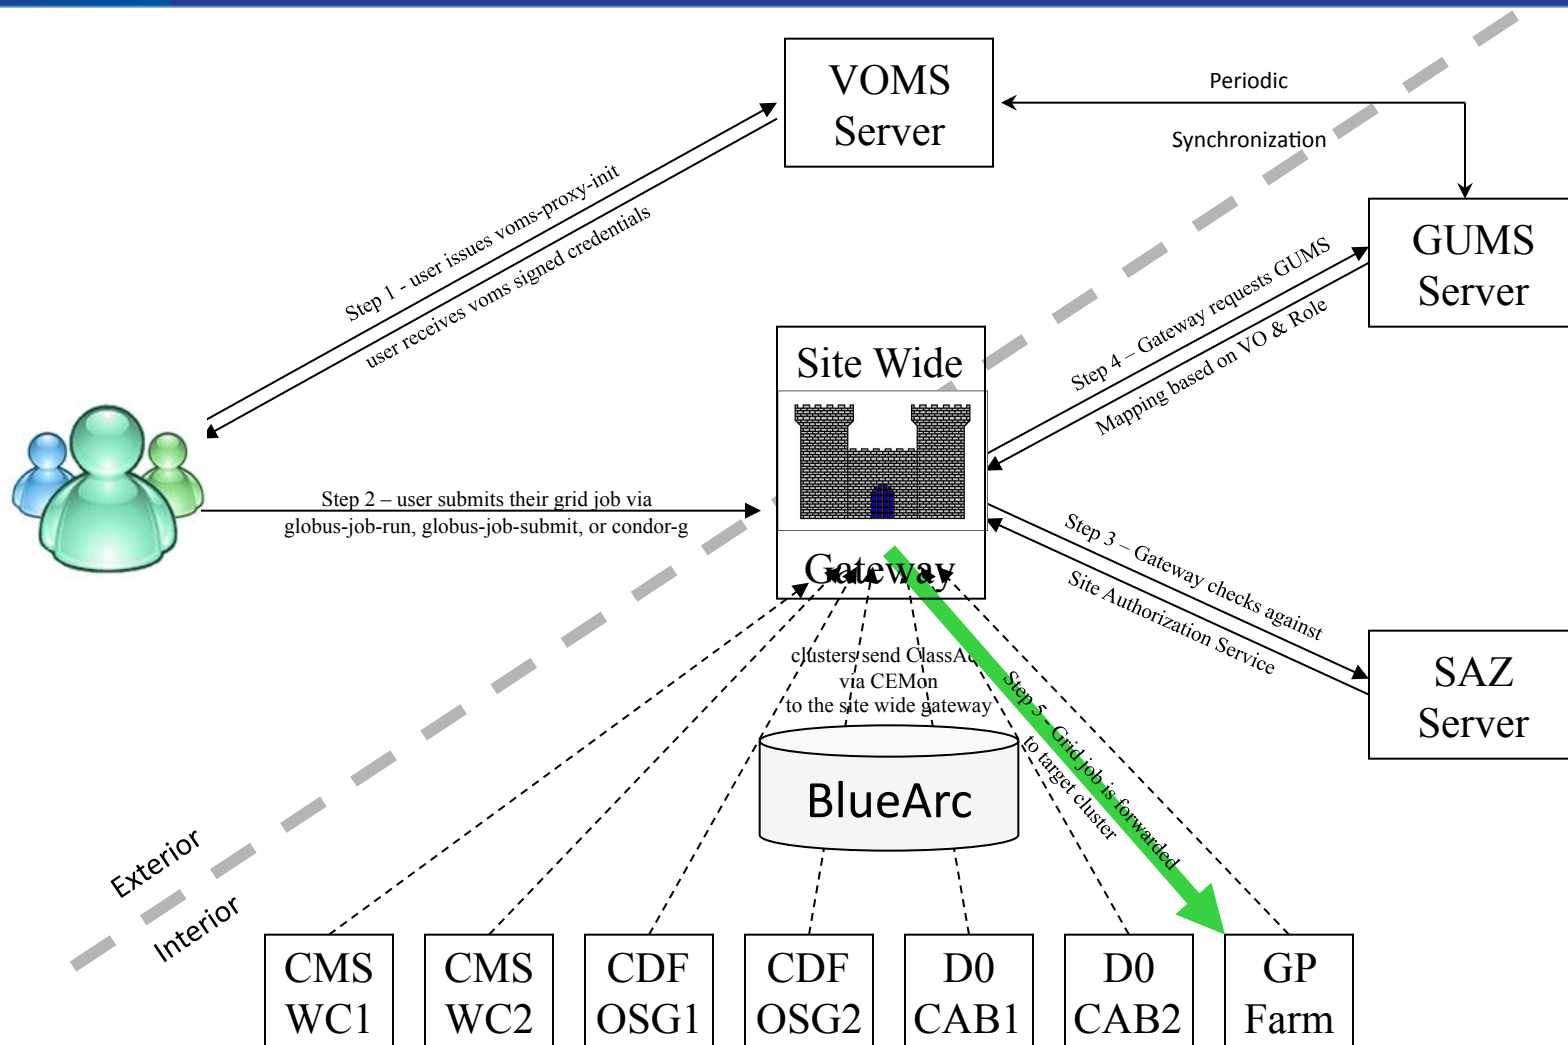 VOMS
Server
Periodic
Synchronization
GUMS
Server
Step 1 - user issues voms-proxy-init
user receives voms signed credentials
Step 4 – Gateway requests GUMS
Mapping based on VO & Role
Site Wide
Gateway
Step 2 – user submits their grid job via
globus-job-run, globus-job-submit, or condor-g
Step 3 – Gateway checks against
Site Authorization Service
SAZ
Server
clusters send ClassAd
via CEMon
to the site wide gateway
Step 5 - Grid job is forwarded
to target cluster
BlueArc
Exterior
Interior
CMS
WC1
CMS
WC2
CDF
OSG1
CDF
OSG2
D0
CAB1
D0
CAB2
GP
Farm